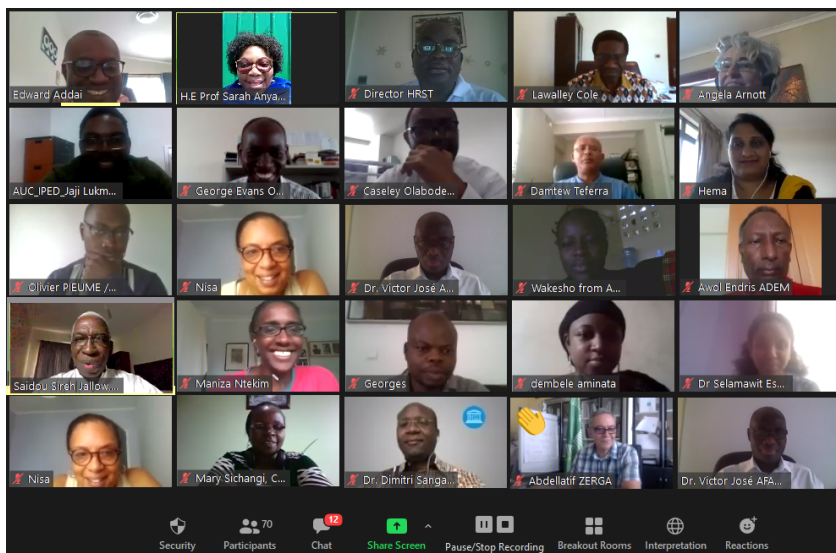 Edward Addai
H.E Prof Sarah Anya...
Director HRST
Lawalley Cole
Angela Arnott
AUC_IPED_Jaji Lukm...
George Evans O...
Caseley Olabode...
Damtew Teferra
Hema
Olivier PIEUME /...
Nisa
Dr. Victor José A...
Wakesho from A...
Awol Endris ADEM
Saidou Sireh Jallow....
Maniza Ntekim
Georges
dembele aminata
Dr Selamawit Es...
Nisa
Mary Sichangi, C...
Dr. Dimitri Sanga...
Abdellatif ZERGA
Dr. Victor José AFA...
70
12
Security
Participants
Chat
Share Screen
Pause/Stop Recording
Breakout Rooms
Interpretation
Reactions